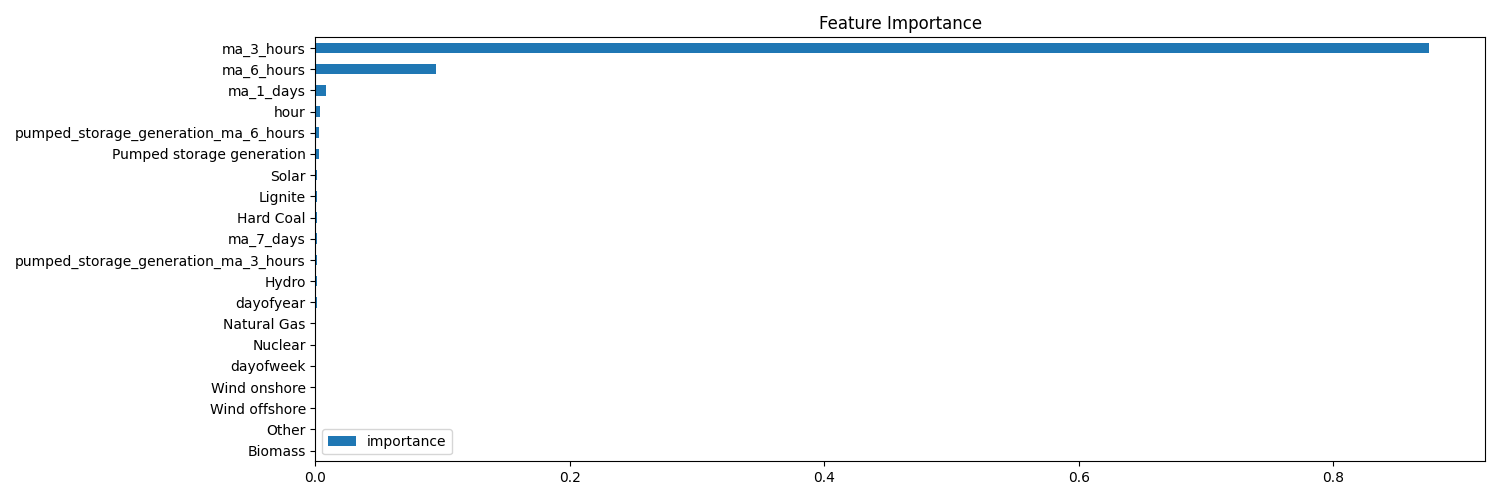 Feature Importance
ma_3_hours
ma_6_hours
ma_1_days
hour
pumped_storage_generation_ma_6_hours
Pumped storage generation
Solar
Lignite
Hard Coal
ma_7_days
pumped_storage_generation_ma_3_hours
Hydro
dayofyear
Natural Gas
Nuclear
dayofweek
Wind onshore
Wind offshore
Other
importance
Biomass
0.0 0.2 0.4 0.6 0.8